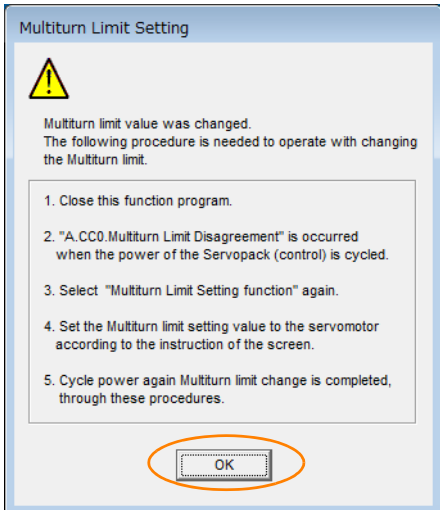 Multiturn Limit Setting
Multiturn limit value was changed.
The following procedure is needed to operate with changing
the Multiturn limit.
1. Close this function program.
2. "A.CC0.Multiturn Limit Disagreement" is occurred
when the power of the Servopack (control) is cycled.
3. Select "Multiturn Limit Setting function" again.
4. Set the Multiturn limit setting value to the servomotor
according to the instruction of the screen.
5. Cycle power again Multiturn limit change is completed,
through these procedures.
OK